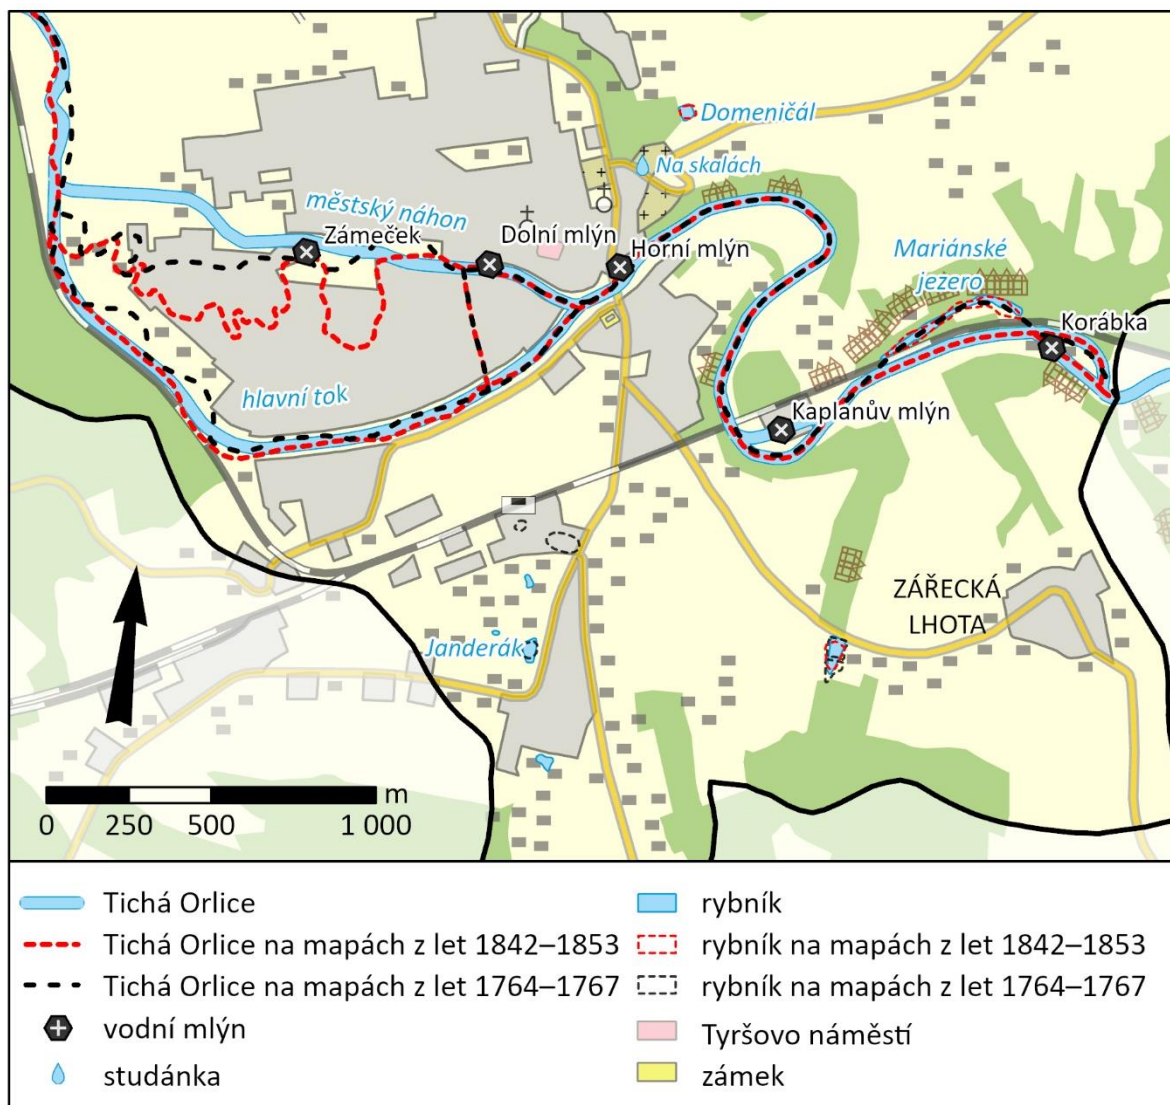 Domeničál
Na skalách
městský náhon
Zámeček
Dolní mlýn
Horní mlýn
Mariánské
jezero
Korábka
hlavní tok
Kaplanův mlýn
ZÁŘECKÁ
LHOTA
Janderák
m
0 250 500 1 000
Tichá Orlice
Tichá Orlice na mapách z let 1842–1853
Tichá Orlice na mapách z let 1764–1767
vodní mlýn
studánka
rybník
rybník na mapách z let 1842–1853
rybník na mapách z let 1764–1767
Tyršovo náměstí
zámek